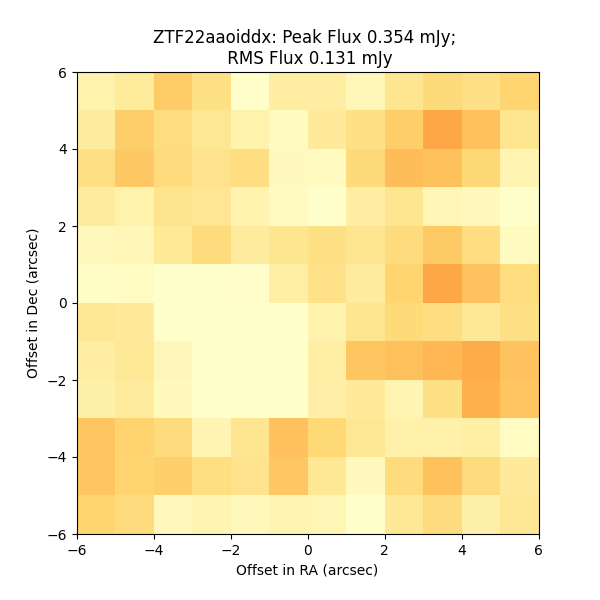 ZTF22aaoiddx: Peak Flux 0.354 mJy;
RMS Flux 0.131 mJy
6
4
2
0
−2
−4
−6
Offset in Dec (arcsec)
−6 −4 −2 0 2 4 6
Offset in RA (arcsec)